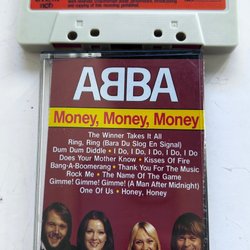 ABBA
Money, Money, Money
The Winner Takes It All
Ring, Ring (Bara Du Slog En Signal)
Dum Dum Diddle • I Do, I Do, I Do, I Do, I Do
Does Your Mother Know • Kisses Of Fire
Bang-A-Boomerang • Thank You For The Music
Rock Me • The Name Of The Game
Gimme! Gimme! Gimme! (A Man After Midnight)
One Of Us • Honey, Honey